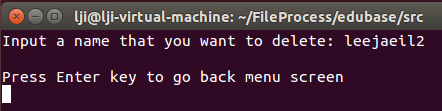 lji@lji-virtual-machine: ~/FileProcess/edubase/src
Input a name that you want to delete: leejaeil2
Press Enter key to go back menu screen